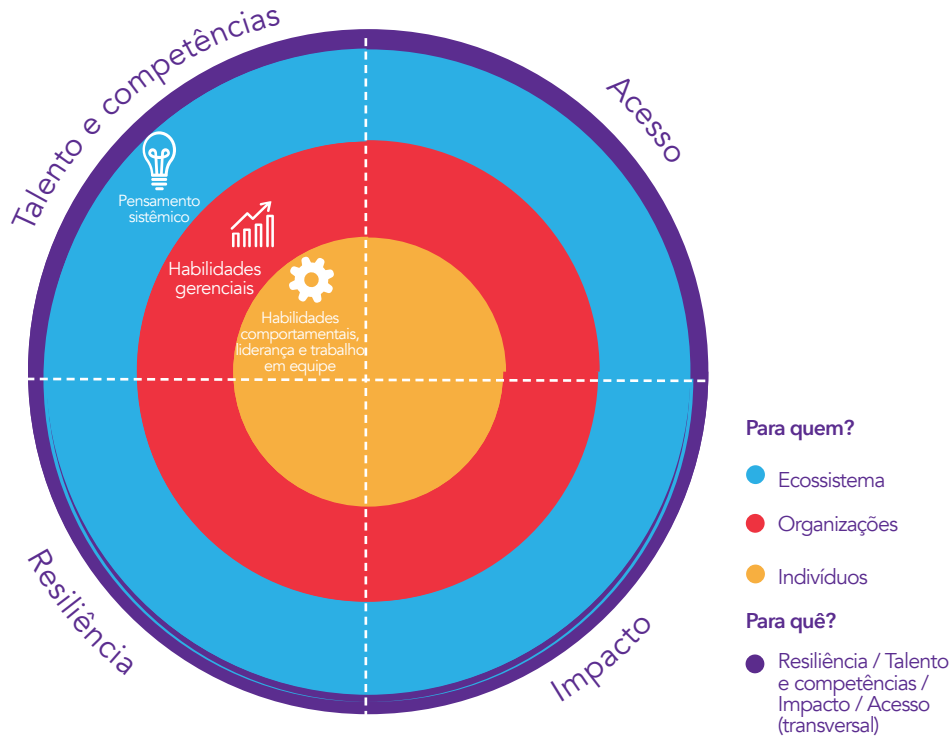 Talento e competências
Acesso
Pensamento
sistêmico
Habilidades
gerenciais
Habilidades
comportamentais,
liderança e trabalho
em equipe
Resiliência
Impacto
Para quem?
Ecossistema
Organizações
Indivíduos
Para quê?
Resiliência / Talento
e competências /
Impacto / Acesso
(transversal)